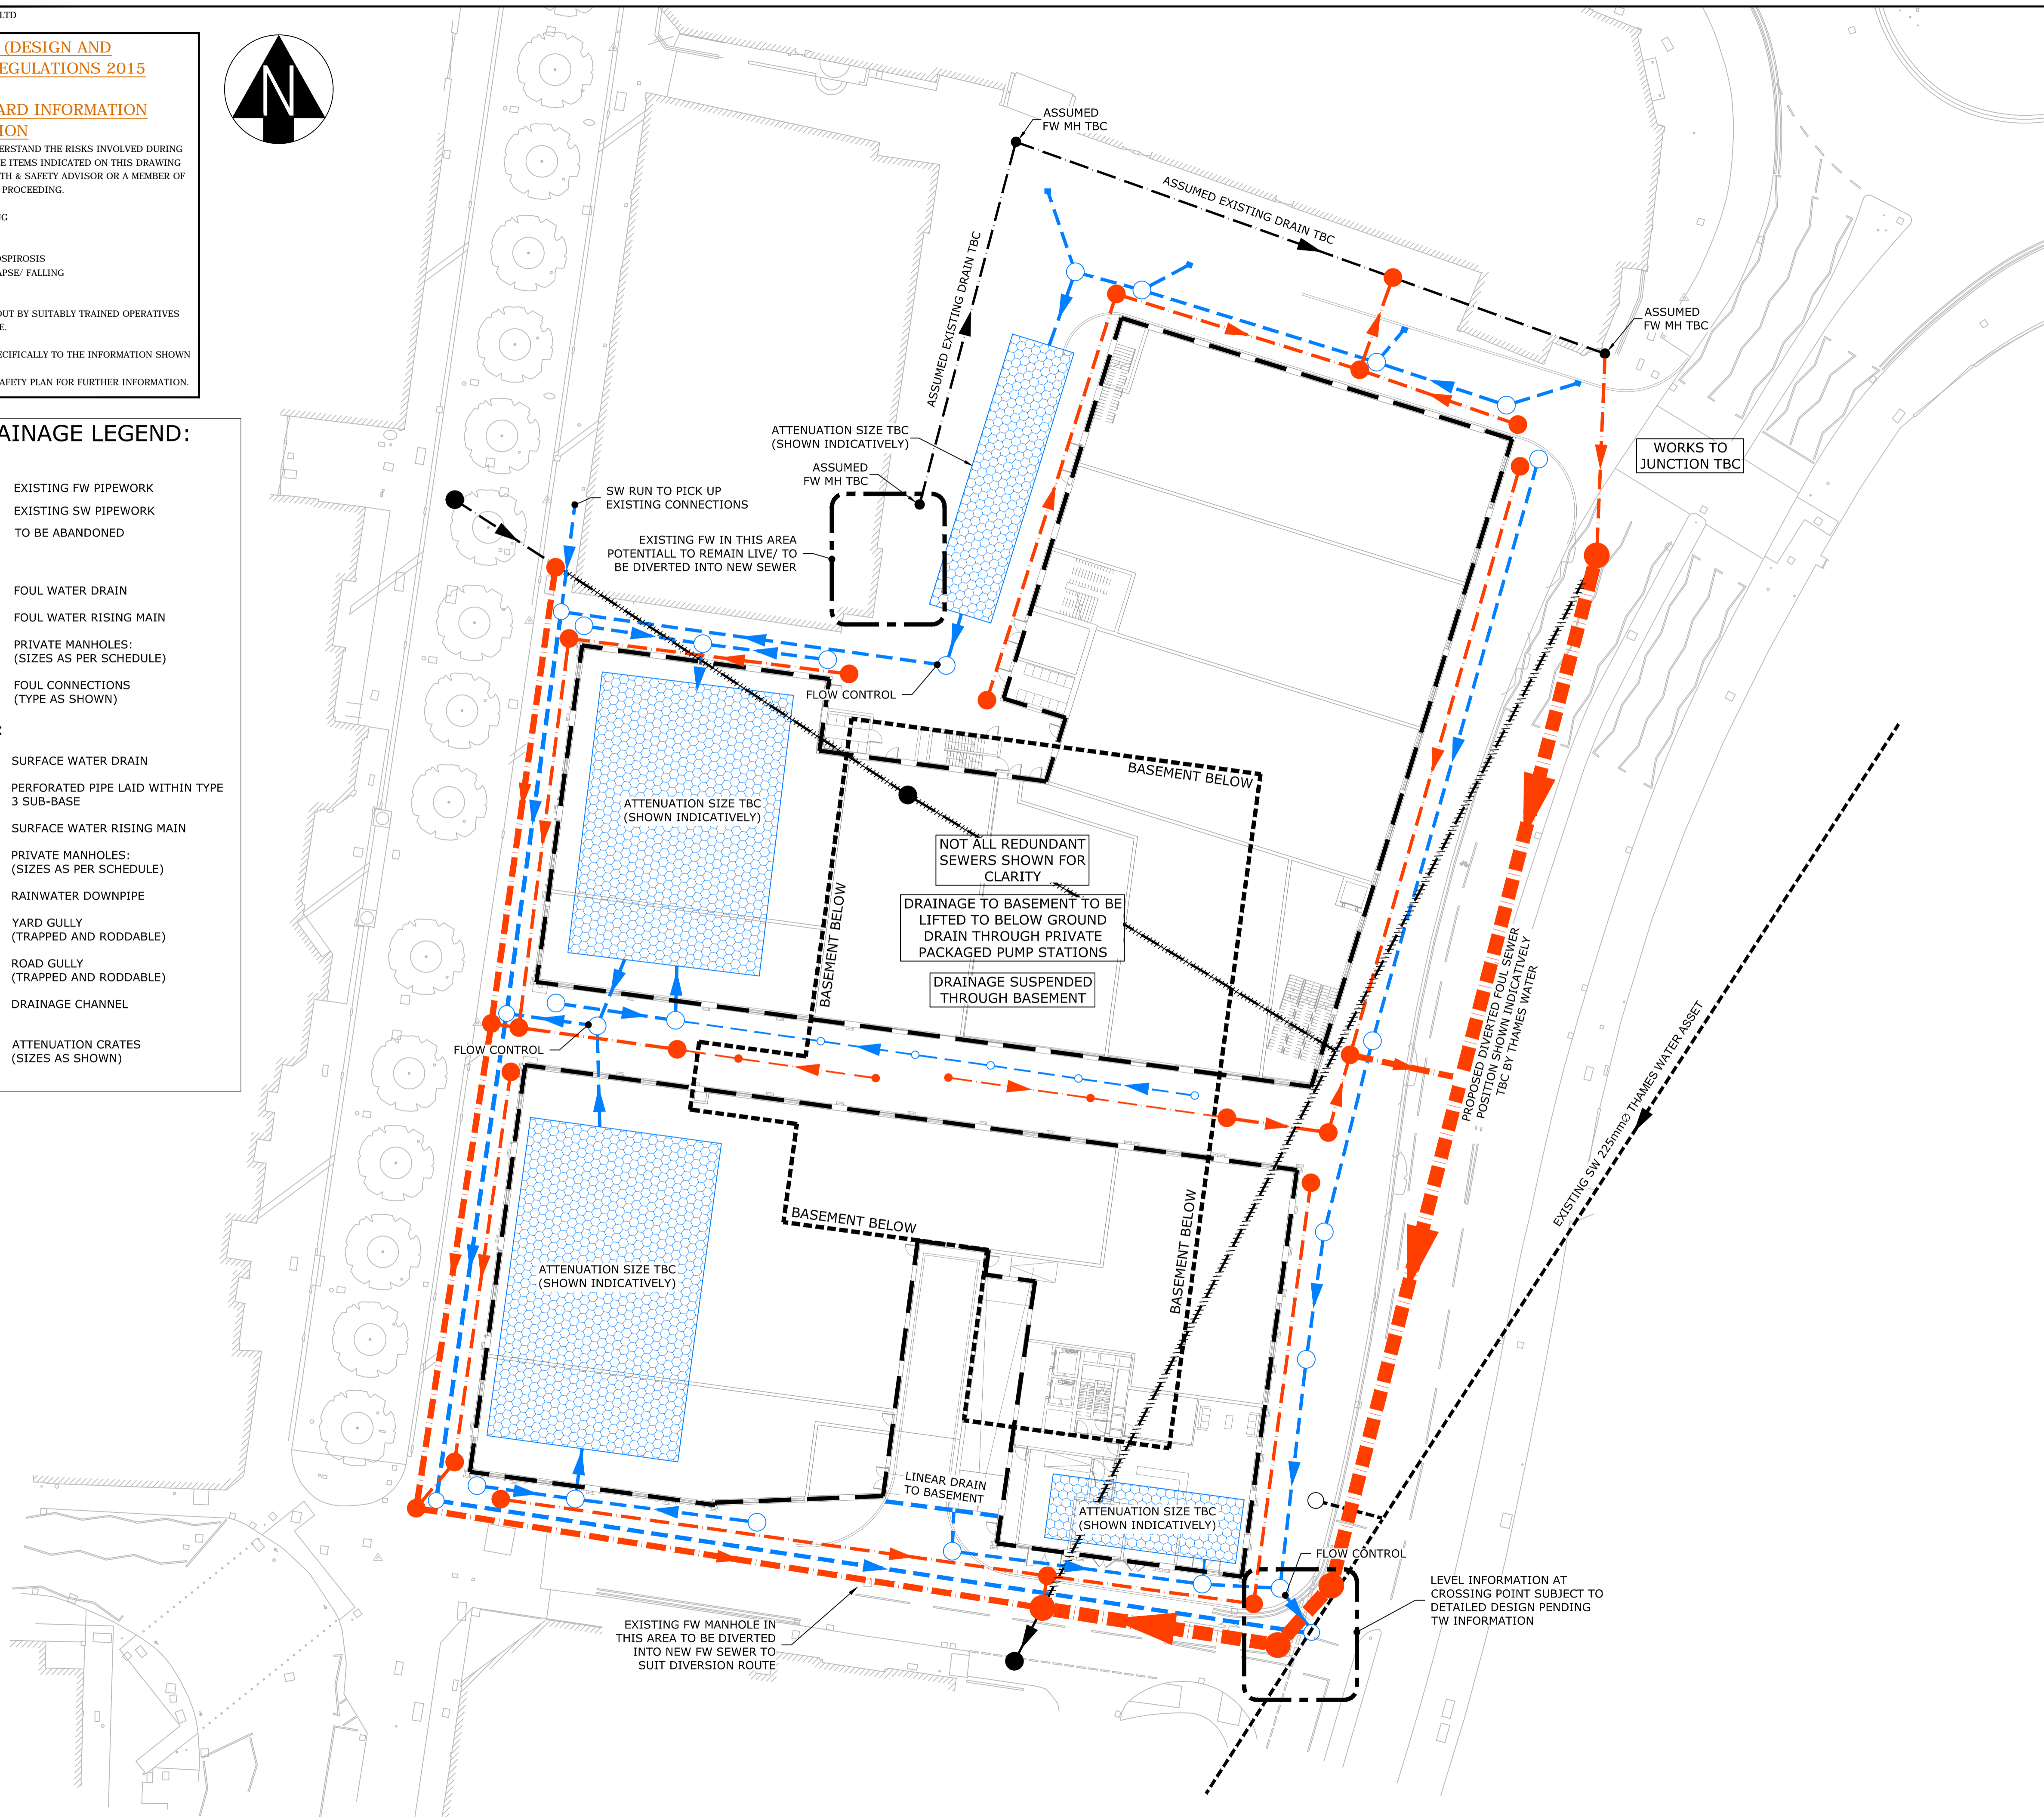 LTD
(DESIGN AND
EGULATIONS 2015
ARD INFORMATION
ION
ERSTAND THE RISKS INVOLVED DURING
E ITEMS INDICATED ON THIS DRAWING
TH & SAFETY ADVISOR OR A MEMBER OF
PROCEEDING.
NG
OSPIROSIS
APSE/ FALLING
OUT BY SUITABLY TRAINED OPERATIVES
E.
ECIFICALLY TO THE INFORMATION SHOWN
AFETY PLAN FOR FURTHER INFORMATION.
N
AINAGE LEGEND:
EXISTING FW PIPEWORK
EXISTING SW PIPEWORK
TO BE ABANDONED
FOUL WATER DRAIN
FOUL WATER RISING MAIN
PRIVATE MANHOLES:
(SIZES AS PER SCHEDULE)
FOUL CONNECTIONS
(TYPE AS SHOWN)
:
SURFACE WATER DRAIN
PERFORATED PIPE LAID WITHIN TYPE
3 SUB-BASE
SURFACE WATER RISING MAIN
PRIVATE MANHOLES:
(SIZES AS PER SCHEDULE)
RAINWATER DOWNPIPE
YARD GULLY
(TRAPPED AND RODDABLE)
ROAD GULLY
(TRAPPED AND RODDABLE)
DRAINAGE CHANNEL
ATTENUATION CRATES
(SIZES AS SHOWN)
ASSUMED
FW MH TBC
ASSUMED EXISTING DRAIN TBC
ASSUMED EXISTING DRAIN TBC
ASSUMED
FW MH TBC
WORKS TO
JUNCTION TBC
ATTENUATION SIZE TBC
(SHOWN INDICATIVELY)
ASSUMED
FW MH TBC
SW RUN TO PICK UP
EXISTING CONNECTIONS
EXISTING FW IN THIS AREA
POTENTIALL TO REMAIN LIVE/ TO
BE DIVERTED INTO NEW SEWER
FLOW CONTROL
BASEMENT BELOW
ATTENUATION SIZE TBC
(SHOWN INDICATIVELY)
BASEMENT BELOW
NOT ALL REDUNDANT
SEWERS SHOWN FOR
CLARITY
DRAINAGE TO BASEMENT TO BE
LIFTED TO BELOW GROUND
DRAIN THROUGH PRIVATE
PACKAGED PUMP STATIONS
DRAINAGE SUSPENDED
THROUGH BASEMENT
FLOW CONTROL
PROPOSED DIVERTED FOUL SEWER
POSITION SHOWN INDICATIVELY
TBC BY THAMES WATER
EXISTING SW 225mm∅ THAMES WATER ASSET
BASEMENT BELOW
BASEMENT BELOW
ATTENUATION SIZE TBC
(SHOWN INDICATIVELY)
LINEAR DRAIN
TO BASEMENT
ATTENUATION SIZE TBC
(SHOWN INDICATIVELY)
FLOW CONTROL
LEVEL INFORMATION AT
CROSSING POINT SUBJECT TO
DETAILED DESIGN PENDING
TW INFORMATION
EXISTING FW MANHOLE IN
THIS AREA TO BE DIVERTED
INTO NEW FW SEWER TO
SUIT DIVERSION ROUTE